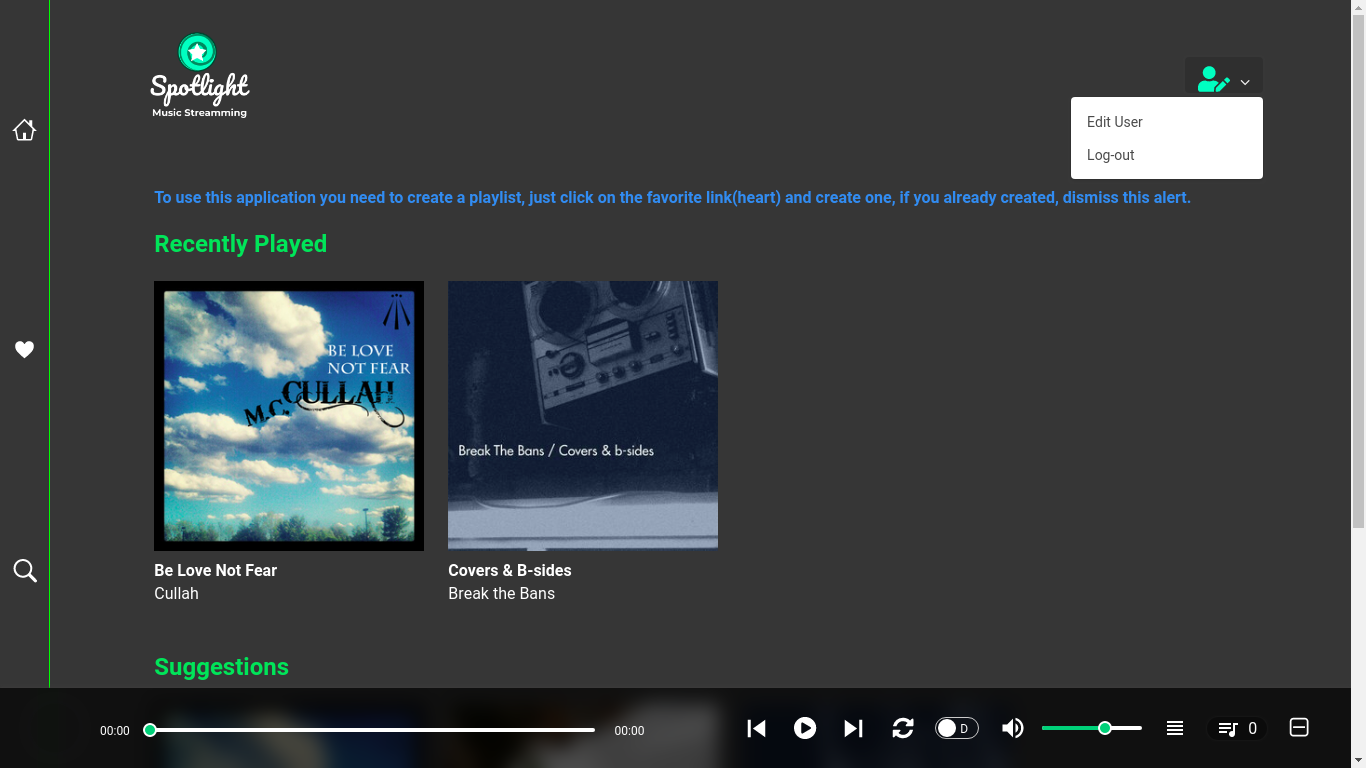 Spotlight
Music Streamming
Edit User
Log-out
To use this application you need to create a playlist, just click on the favorite link(heart) and create one, if you already created, dismiss this alert.
Recently Played
BE LOVE
NOT FEAR
M.C. CULLAH
Break The Bans / Covers & b-sides
Be Love Not Fear
Cullah
Covers & B-sides
Break the Bans
Suggestions
00:00
00:00
D
0